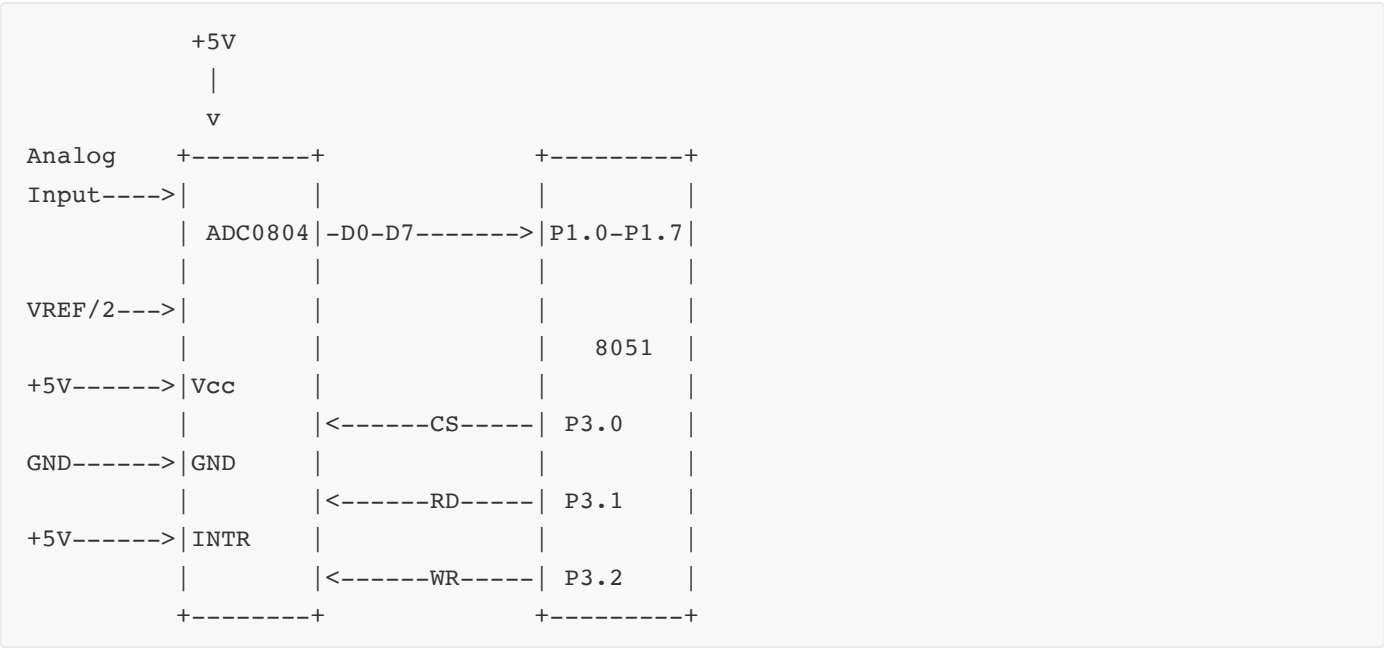 +5V
|
v
Analog    +--------+              +---------+
Input---->|        |              |         |
          | ADC0804|-D0-D7------->|P1.0-P1.7|
          |        |              |         |
VREF/2--->|        |              |         |
          |        |              |   8051  |
+5V------>|Vcc     |              |         |
          |        |<------CS-----| P3.0    |
GND------>|GND     |              |         |
          |        |<------RD-----| P3.1    |
+5V------>|INTR    |              |         |
          |        |<------WR-----| P3.2    |
          +--------+              +---------+